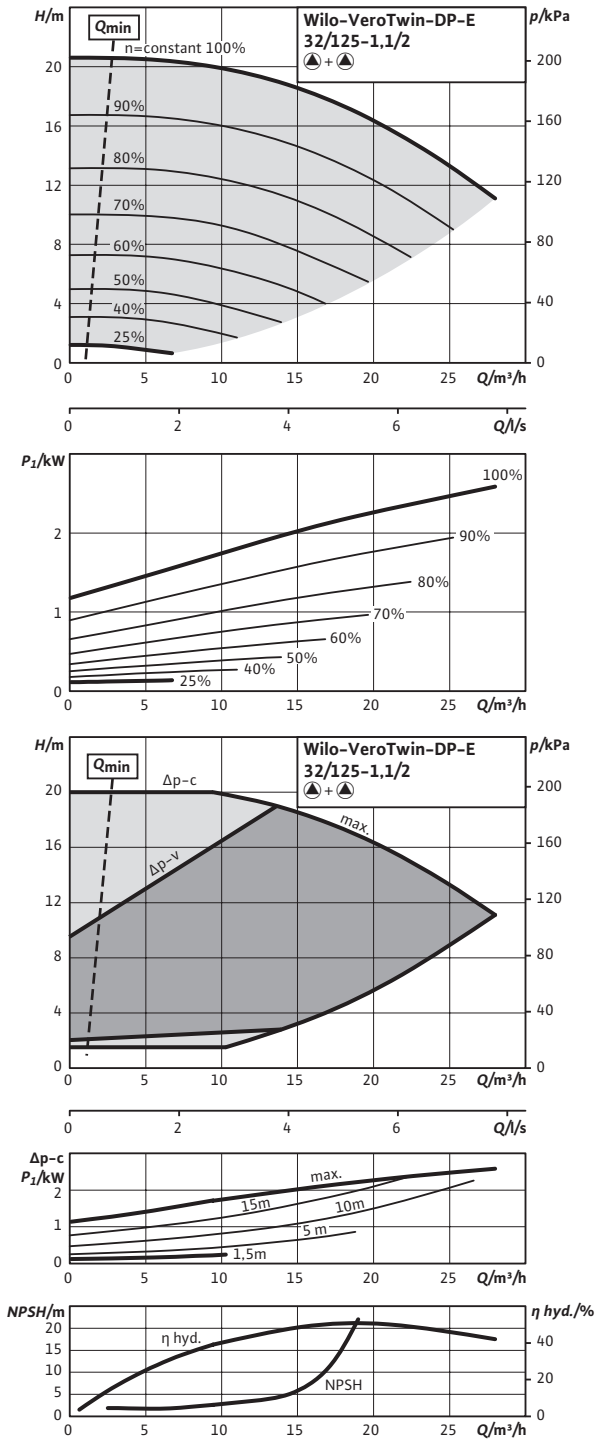 H/m
Qmin
n=constant 100%
Wilo-VeroTwin-DP-E
32/125-1,1/2
+
p/kPa
20
200
90%
16
160
80%
12
120
70%
8
60%
80
50%
4
40%
40
25%
0
0
0 5 10 15 20 25 Q/m³/h
0 2 4 6 Q/l/s
P1/kW
100%
2
90%
80%
1
70%
60%
50%
40%
25%
0
0 5 10 15 20 25 Q/m³/h
H/m
Qmin
Wilo-VeroTwin-DP-E
32/125-1,1/2
+
p/kPa
Δp-c
20
200
max.
16
160
Δp-v
12
120
8
80
4
40
0
0
0 5 10 15 20 25 Q/m³/h
0 2 4 6 Q/l/s
Δp-c
P1/kW
max.
2
15m
10m
1
5 m
1,5m
0
0 5 10 15 20 25 Q/m³/h
NPSH/m
η hyd./%
20
η hyd.
40
15
10
NPSH
20
5
0
0
0 5 10 15 20 25 Q/m³/h